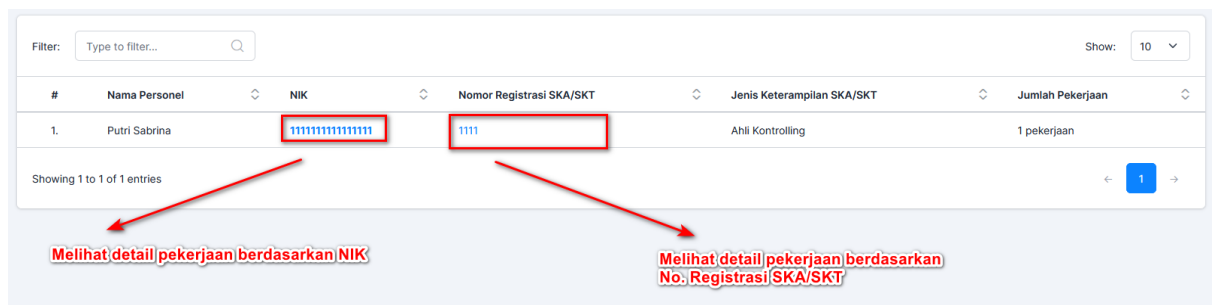 Filter: Type to filter... Show: 10
# Nama Personel NIK Nomor Registrasi SKA/SKT Jenis Keterampilan SKA/SKT Jumlah Pekerjaan
1. Putri Sabrina 1111111111111111 1111 Ahli Kontrolling 1 pekerjaan
Showing 1 to 1 of 1 entries ← 1 →
Melihat detail pekerjaan berdasarkan NIK
Melihat detail pekerjaan berdasarkan
No. Registrasi SKA/SKT